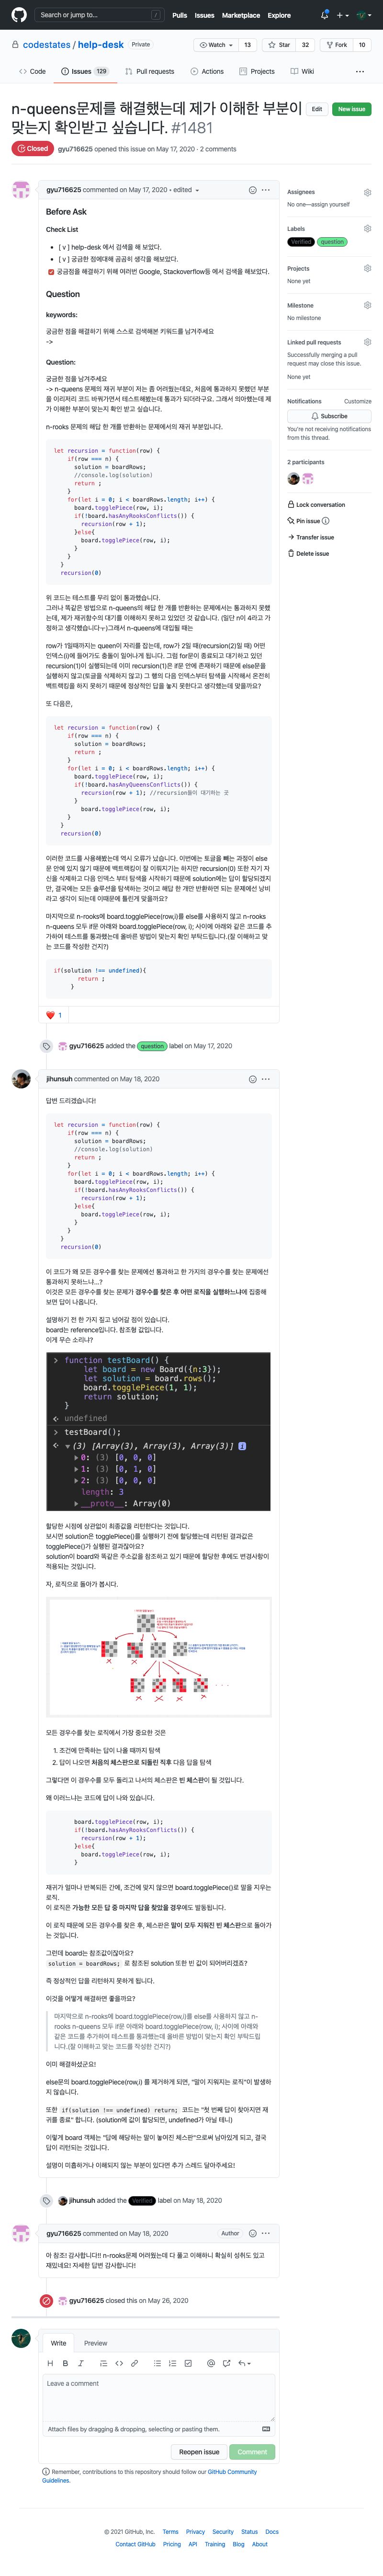 Search or jump to...
/
Pulls Issues Marketplace Explore
codestates / help-desk Private
Watch 13 Star 32 Fork 10
Code Issues 129 Pull requests Actions Projects Wiki ...
n-queens문제를 해결했는데 제가 이해한 부분이
맞는지 확인받고 싶습니다. #1481
Edit New issue
Closed gyu716625 opened this issue on May 17, 2020 · 2 comments
gyu716625 commented on May 17, 2020 • edited
Before Ask
Check List
[ v ] help-desk 에서 검색을 해 보았다.
[ v ] 궁금한 점에대해 곰곰히 생각을 해보았다.
궁금점을 해결하기 위해 여러번 Google, Stackoverflow등 에서 검색을 해보았다.
Question
keywords:
궁금한 점을 해결하기 위해 스스로 검색해본 키워드를 남겨주세요
->
Question:
궁금한 점을 남겨주세요
-> n-queens 문제의 재귀 부분이 저는 좀 어려웠는데요, 처음에 통과하지 못했던 부분
을 이리저리 코드 바꿔가면서 테스트해봤는데 통과가 되더라구요. 그래서 의아했는데 제
가 이해한 부분이 맞는지 확인 받고 싶습니다.
n-rooks 문제의 해답 한 개를 반환하는 문제에서의 재귀 부분입니다.
let recursion = function(row) {
if(row === n) {
solution = boardRows;
//console.log(solution)
return ;
}
for(let i = 0; i < boardRows.length; i++) {
board.togglePiece(row, i);
if(!board.hasAnyRooksConflicts()) {
recursion(row + 1);
}else{
board.togglePiece(row, i);
}
}
}
recursion(0)
위 코드는 테스트를 무리 없이 통과했습니다.
그러나 똑같은 방법으로 n-queens의 해답 한 개를 반환하는 문제에서는 통과하지 못했
는데, 제가 재귀함수의 대기를 이해하지 못하고 있었던 것 같습니다. (일단 n이 4라고 가
정하고 생각했습니다ㅜ)그래서 n-queens에 대입될 때는
row가 1일때까지는 queen이 자리를 잡는데, row가 2일 때(recursion(2)일 때) 어떤
인덱스(i)에 들어가도 충돌이 일어나게 됩니다. 그럼 for문이 종료되고 대기하고 있던
recursion(1)이 실행되는데 이미 recursion(1)은 if문 안에 존재하기 때문에 else문을
실행하지 않고(토글을 삭제하지 않고) 그 행의 다음 인덱스부터 탐색을 시작해서 온전히
백트랙킹을 하지 못하기 때문에 정상적인 답을 놓지 못한다고 생각했는데 맞을까요?
또 다음은,
let recursion = function(row) {
if(row === n) {
solution = boardRows;
return ;
}
for(let i = 0; i < boardRows.length; i++) {
board.togglePiece(row, i);
if(!board.hasAnyQueensConflicts()) {
recursion(row + 1); //recursion들이 대기하는 곳
}
board.togglePiece(row, i);
}
}
recursion(0)
이러한 코드를 사용해봤는데 역시 오류가 났습니다. 이번에는 토글을 빼는 과정이 else
문 안에 있지 않기 때문에 백트랙킹이 잘 이뤄지기는 하지만 recursion(0) 또한 자기 자
신을 삭제하고 다음 인덱스 부터 탐색을 시작하기 때문에 solution에는 답이 할당되겠지
만, 결국에는 모든 솔루션을 탐색하는 것이고 해답 한 개만 반환하면 되는 문제에선 낭비
라고 생각이 되는데 이때문에 틀린게 맞을까요?
마지막으로 n-rooks에 board.togglePiece(row,i)를 else를 사용하지 않고 n-rooks
n-queens 모두 if문 아래와 board.togglePiece(row, i); 사이에 아래와 같은 코드를 추
가하여 테스트를 통과했는데 올바른 방법이 맞는지 확인 부탁드립니다.(잘 이해하고 맞
는 코드를 작성한 건지?)
if(solution !== undefined){
return ;
}
❤️ 1
gyu716625 added the question label on May 17, 2020
jihunsuh commented on May 18, 2020
답변 드리겠습니다!
let recursion = function(row) {
if(row === n) {
solution = boardRows;
//console.log(solution)
return ;
}
for(let i = 0; i < boardRows.length; i++) {
board.togglePiece(row, i);
if(!board.hasAnyRooksConflicts()) {
recursion(row + 1);
}else{
board.togglePiece(row, i);
}
}
}
recursion(0)
이 코드가 왜 모든 경우수를 찾는 문제에선 통과하고 한 가지의 경우수를 찾는 문제에선
통과하지 못하느냐...?
이것은 모든 경우수를 찾는 문제가 경우수를 찾은 후 어떤 로직을 실행하느냐에 집중해
보면 답이 나옵니다.
설명하기 전 한 가지 짚고 넘어갈 점이 있습니다.
board는 reference입니다. 참조형 값입니다.
이게 무슨 소리냐?
> function testBoard() {
let board = new Board({n:3});
let solution = board.rows();
board.togglePiece(1, 1);
return solution;
}
undefined
> testBoard();
(3) [Array(3), Array(3), Array(3)]
0: (3) [0, 0, 0]
1: (3) [0, 1, 0]
2: (3) [0, 0, 0]
length: 3
__proto__: Array(0)
할당한 시점에 상관없이 최종값을 리턴한다는 것입니다.
보시면 solution은 togglePiece()를 실행하기 전에 할당했는데 리턴된 결과값은
togglePiece()가 실행된 결과잖아요?
solution이 board와 똑같은 주소값을 참조하고 있기 때문에 할당한 후에도 변경사항이
적용되는 것입니다.
자, 로직으로 돌아가 봅시다.
모든 경우수를 찾는 로직에서 가장 중요한 것은
1. 조건에 만족하는 답이 나올 때까지 탐색
2. 답이 나오면 처음의 체스판으로 되돌린 직후 다음 답을 탐색
그렇다면 이 경우수를 모두 돌리고 나서의 체스판은 빈 체스판이 될 것입니다.
왜 이러느냐는 코드에 답이 나와 있습니다.
board.togglePiece(row, i);
if(!board.hasAnyRooksConflicts()) {
recursion(row + 1);
}else{
board.togglePiece(row, i);
}
재귀가 얼마나 반복되든 간에, 조건에 맞지 않으면 board.togglePiece()로 말을 지우는
로직.
이 로직은 가능한 모든 답 중 마지막 답을 찾았을 경우에도 발동됩니다.
이 로직 때문에 모든 경우수를 찾은 후, 체스판은 말이 모두 지워진 빈 체스판으로 돌아가
는 것입니다.
그런데 board는 참조값이잖아요?
solution = boardRows; 로 참조된 solution 또한 빈 값이 되어버리겠죠?
즉 정상적인 답을 리턴하지 못하게 됩니다.
이것을 어떻게 해결하면 좋을까요?
마지막으로 n-rooks에 board.togglePiece(row,i)를 else를 사용하지 않고 n-
rooks n-queens 모두 if문 아래와 board.togglePiece(row, i); 사이에 아래와
같은 코드를 추가하여 테스트를 통과했는데 올바른 방법이 맞는지 확인 부탁드립
니다.(잘 이해하고 맞는 코드를 작성한 건지?)
이미 해결하셨군요!
else문의 board.togglePiece(row,i) 를 제거하게 되면, "말이 지워지는 로직"이 발생하
지 않습니다.
또한 if(solution !== undefined) return; 코드는 "첫 번째 답이 찾아지면 재
귀를 종료" 합니다. (solution에 값이 할당되면, undefined가 아닐 테니)
이렇게 board 객체는 "답에 해당하는 말이 놓어진 체스판"으로써 남아있게 되고, 결국
답이 리턴되는 것입니다.
설명이 미흡하거나 이해되지 않는 부분이 있다면 추가 스레드 달아주세요!
jihunsuh added the Verified label on May 18, 2020
gyu716625 commented on May 18, 2020 Author
아 참조! 감사합니다!! n-rooks문제 어려웠는데 다 풀고 이해하니 확실히 성취도 있고
재밌네요! 자세한 답변 감사합니다!
gyu716625 closed this on May 26, 2020
Write Preview
Leave a comment
Attach files by dragging & dropping, selecting or pasting them.
Reopen issue Comment
Remember, contributions to this repository should follow our GitHub Community
Guidelines.
Assignees
No one—assign yourself
Labels
Verified question
Projects
None yet
Milestone
No milestone
Linked pull requests
Successfully merging a pull
request may close this issue.
None yet
Notifications Customize
Subscribe
You're not receiving notifications
from this thread.
2 participants
Lock conversation
Pin issue
Transfer issue
Delete issue
© 2021 GitHub, Inc. Terms Privacy Security Status Docs
Contact GitHub Pricing API Training Blog About